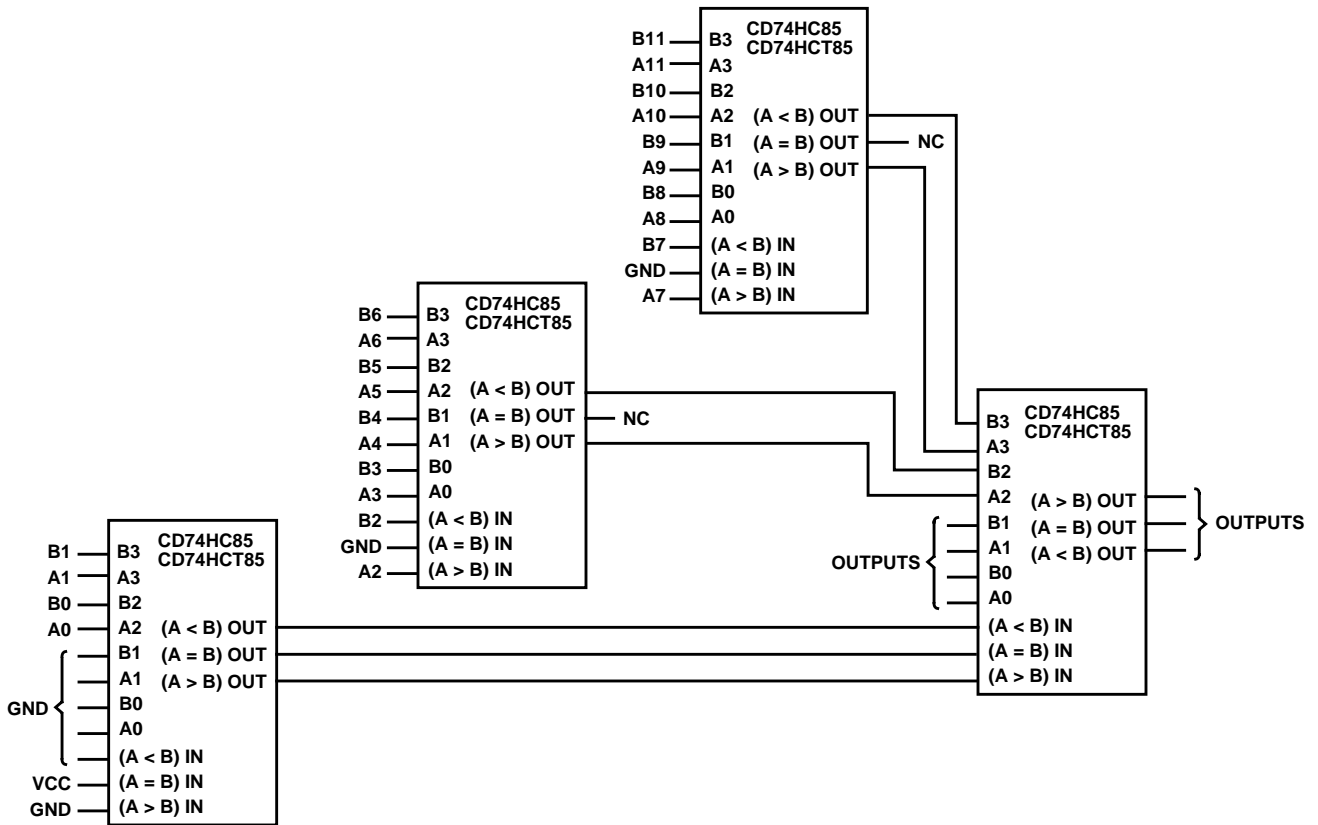 CD74HC85
CD74HCT85
B11 B3
A11 A3
B10 B2
A10 A2 (A < B) OUT
B9 B1 (A = B) OUT NC
A9 A1 (A > B) OUT
B8 B0
A8 A0
B7 (A < B) IN
GND (A = B) IN
A7 (A > B) IN
CD74HC85
CD74HCT85
B6 B3
A6 A3
B5 B2
A5 A2 (A < B) OUT
B4 B1 (A = B) OUT NC
A4 A1 (A > B) OUT
B3 B0
A3 A0
B2 (A < B) IN
GND (A = B) IN
A2 (A > B) IN
CD74HC85
CD74HCT85
B1 B3
A1 A3
B0 B2
A0 A2 (A < B) OUT
B1 (A = B) OUT
A1 (A > B) OUT
GND B0
A0
(A < B) IN
VCC (A = B) IN
GND (A > B) IN
CD74HC85
CD74HCT85
B3
A3
B2
A2 (A > B) OUT
B1 (A = B) OUT OUTPUTS
A1 (A < B) OUT
OUTPUTS
B0
A0
(A < B) IN
(A = B) IN
(A > B) IN